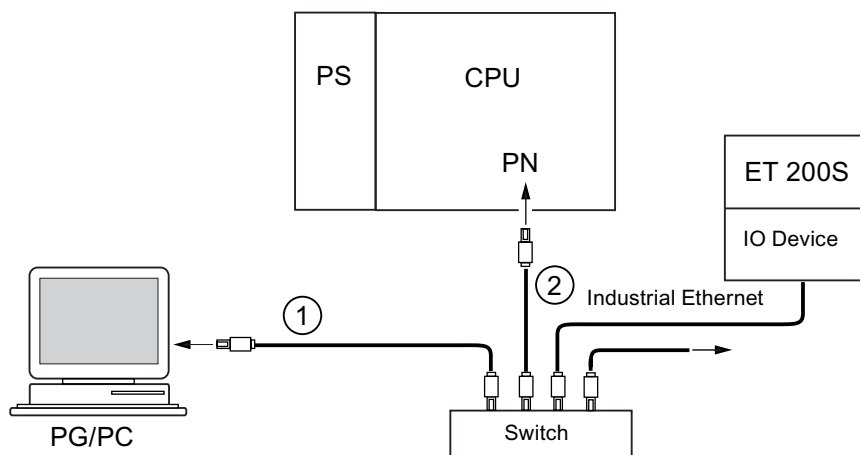 PS
CPU
PN
ET 200S
IO Device
1
2
Industrial Ethernet
PG/PC
Switch